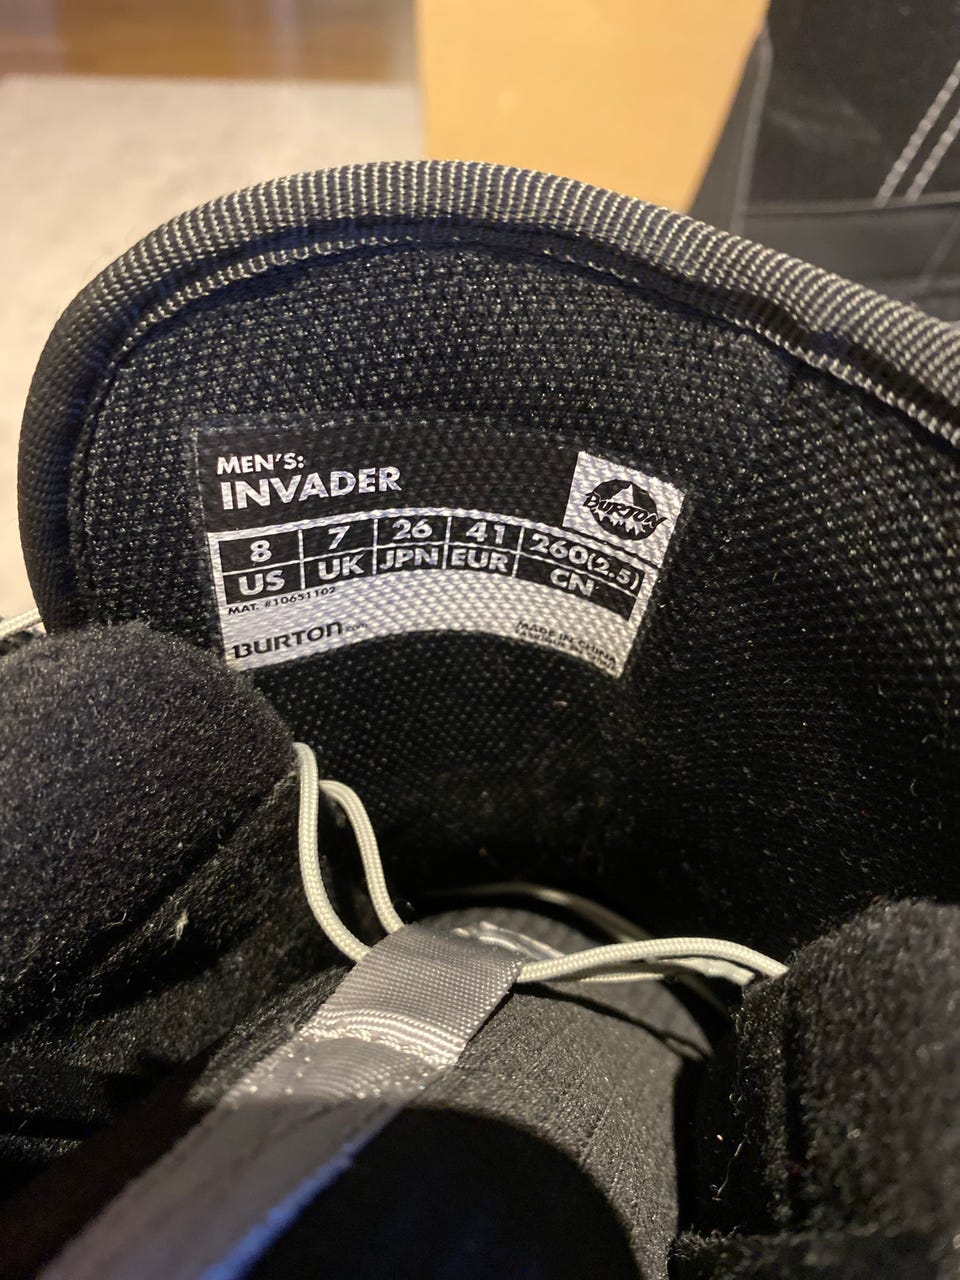 MEN'S:
INVADER
BURTON
8 7 26 41 260(2.5)
US UK JPN EUR CN
MAT. #10651102
BURTON.com
MADE IN CHINA